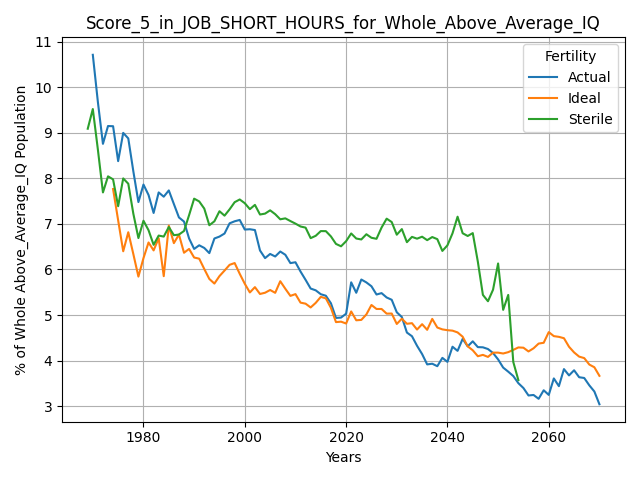 Score_5_in_JOB_SHORT_HOURS_for_Whole_Above_Average_IQ
% of Whole Above_Average_IQ Population
11
10
9
8
7
6
5
4
3
Fertility
Actual
Ideal
Sterile
1980 2000 2020 2040 2060
Years